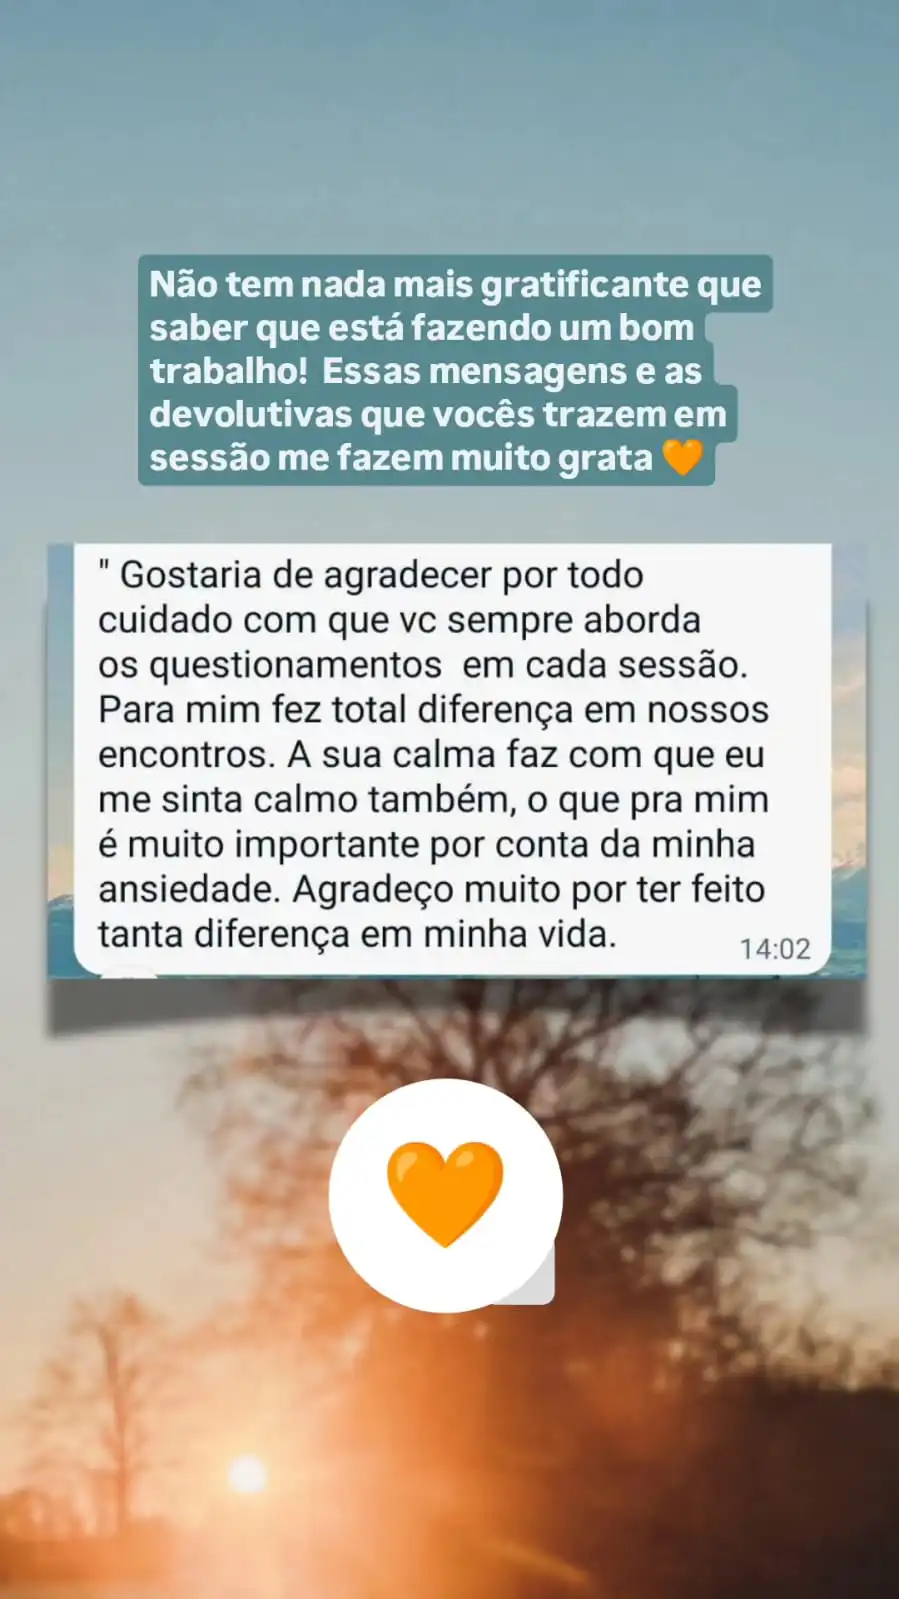 Não tem nada mais gratificante que
saber que está fazendo um bom
trabalho! Essas mensagens e as
devolutivas que vocês trazem em
sessão me fazem muito grata 🧡
" Gostaria de agradecer por todo
cuidado com que vc sempre aborda
os questionamentos  em cada sessão.
Para mim fez total diferença em nossos
encontros. A sua calma faz com que eu
me sinta calmo também, o que pra mim
é muito importante por conta da minha
ansiedade. Agradeço muito por ter feito
tanta diferença em minha vida.
14:02